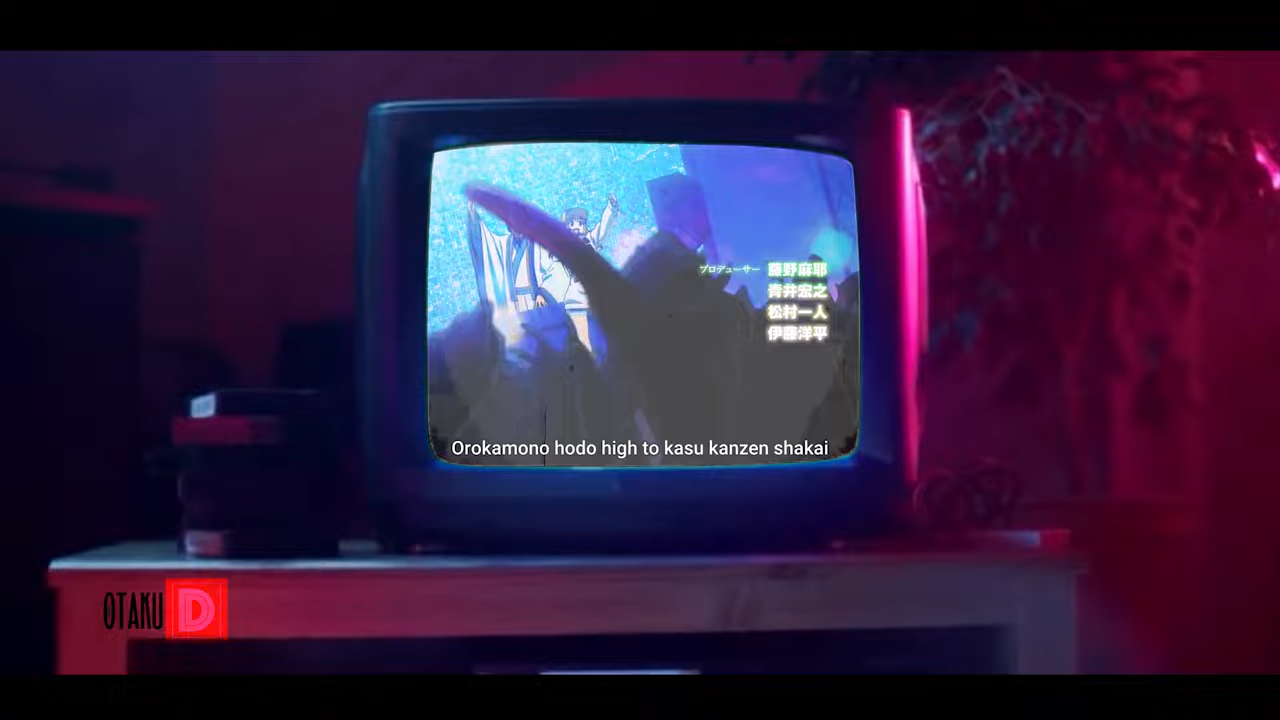 プロデューサー 藤野麻耶
青井宏之
松村一人
伊藤洋平
Orokamono hodo high to kasu kanzen shakai
OTAKU D